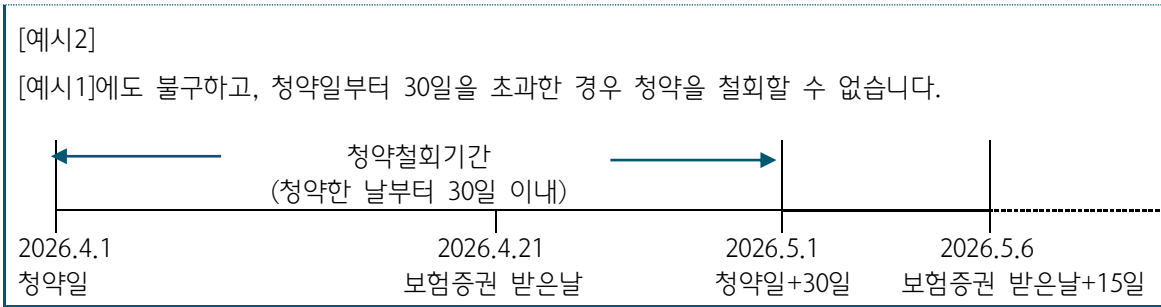 [예시2]
[예시1]에도 불구하고, 청약일부터 30일을 초과한 경우 청약을 철회할 수 없습니다.
청약철회기간
(청약한 날부터 30일 이내)
2026.4.1 2026.4.21 2026.5.1 2026.5.6
청약일 보험증권 받은날 청약일+30일 보험증권 받은날+15일